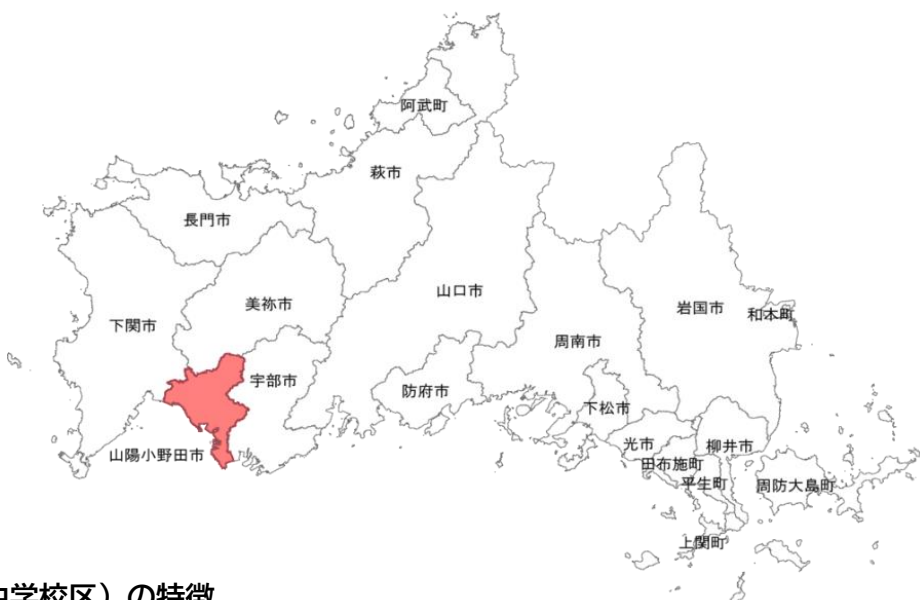 阿武町
萩市
長門市
山口市
美祢市
岩国市
和木町
下関市
周南市
宇部市
防府市
下松市
光市
柳井市
山陽小野田市
田布施町
平生町
周防大島町
上関町
中学校区）の特徴